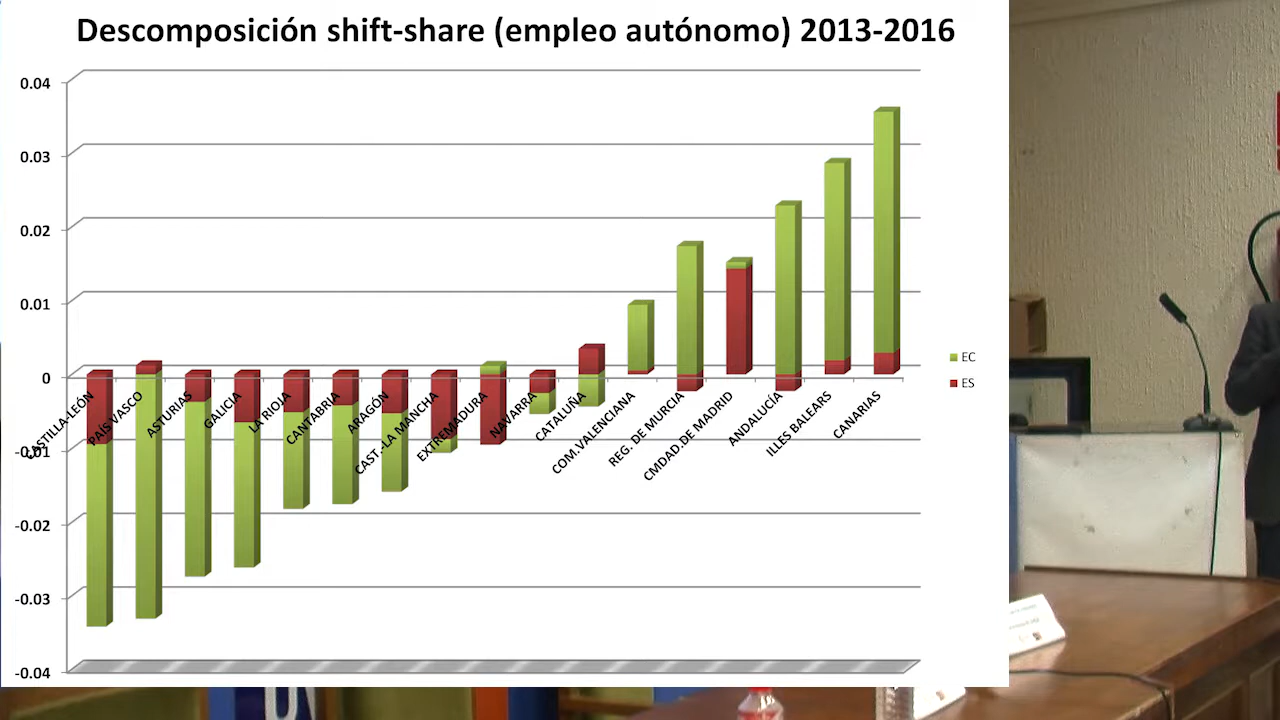 Descomposición shift-share (empleo autónomo) 2013-2016
0.04
0.03
0.02
0.01
0
-0.01
-0.02
-0.03
-0.04
CASTILLA-LEÓN
PAÍS VASCO
ASTURIAS
GALICIA
LA RIOJA
CANTABRIA
ARAGÓN
CAST.-LA MANCHA
EXTREMADURA
NAVARRA
CATALUÑA
COM.VALENCIANA
REG. DE MURCIA
CMDAD.DE MADRID
ANDALUCÍA
ILLES BALEARS
CANARIAS
EC
ES